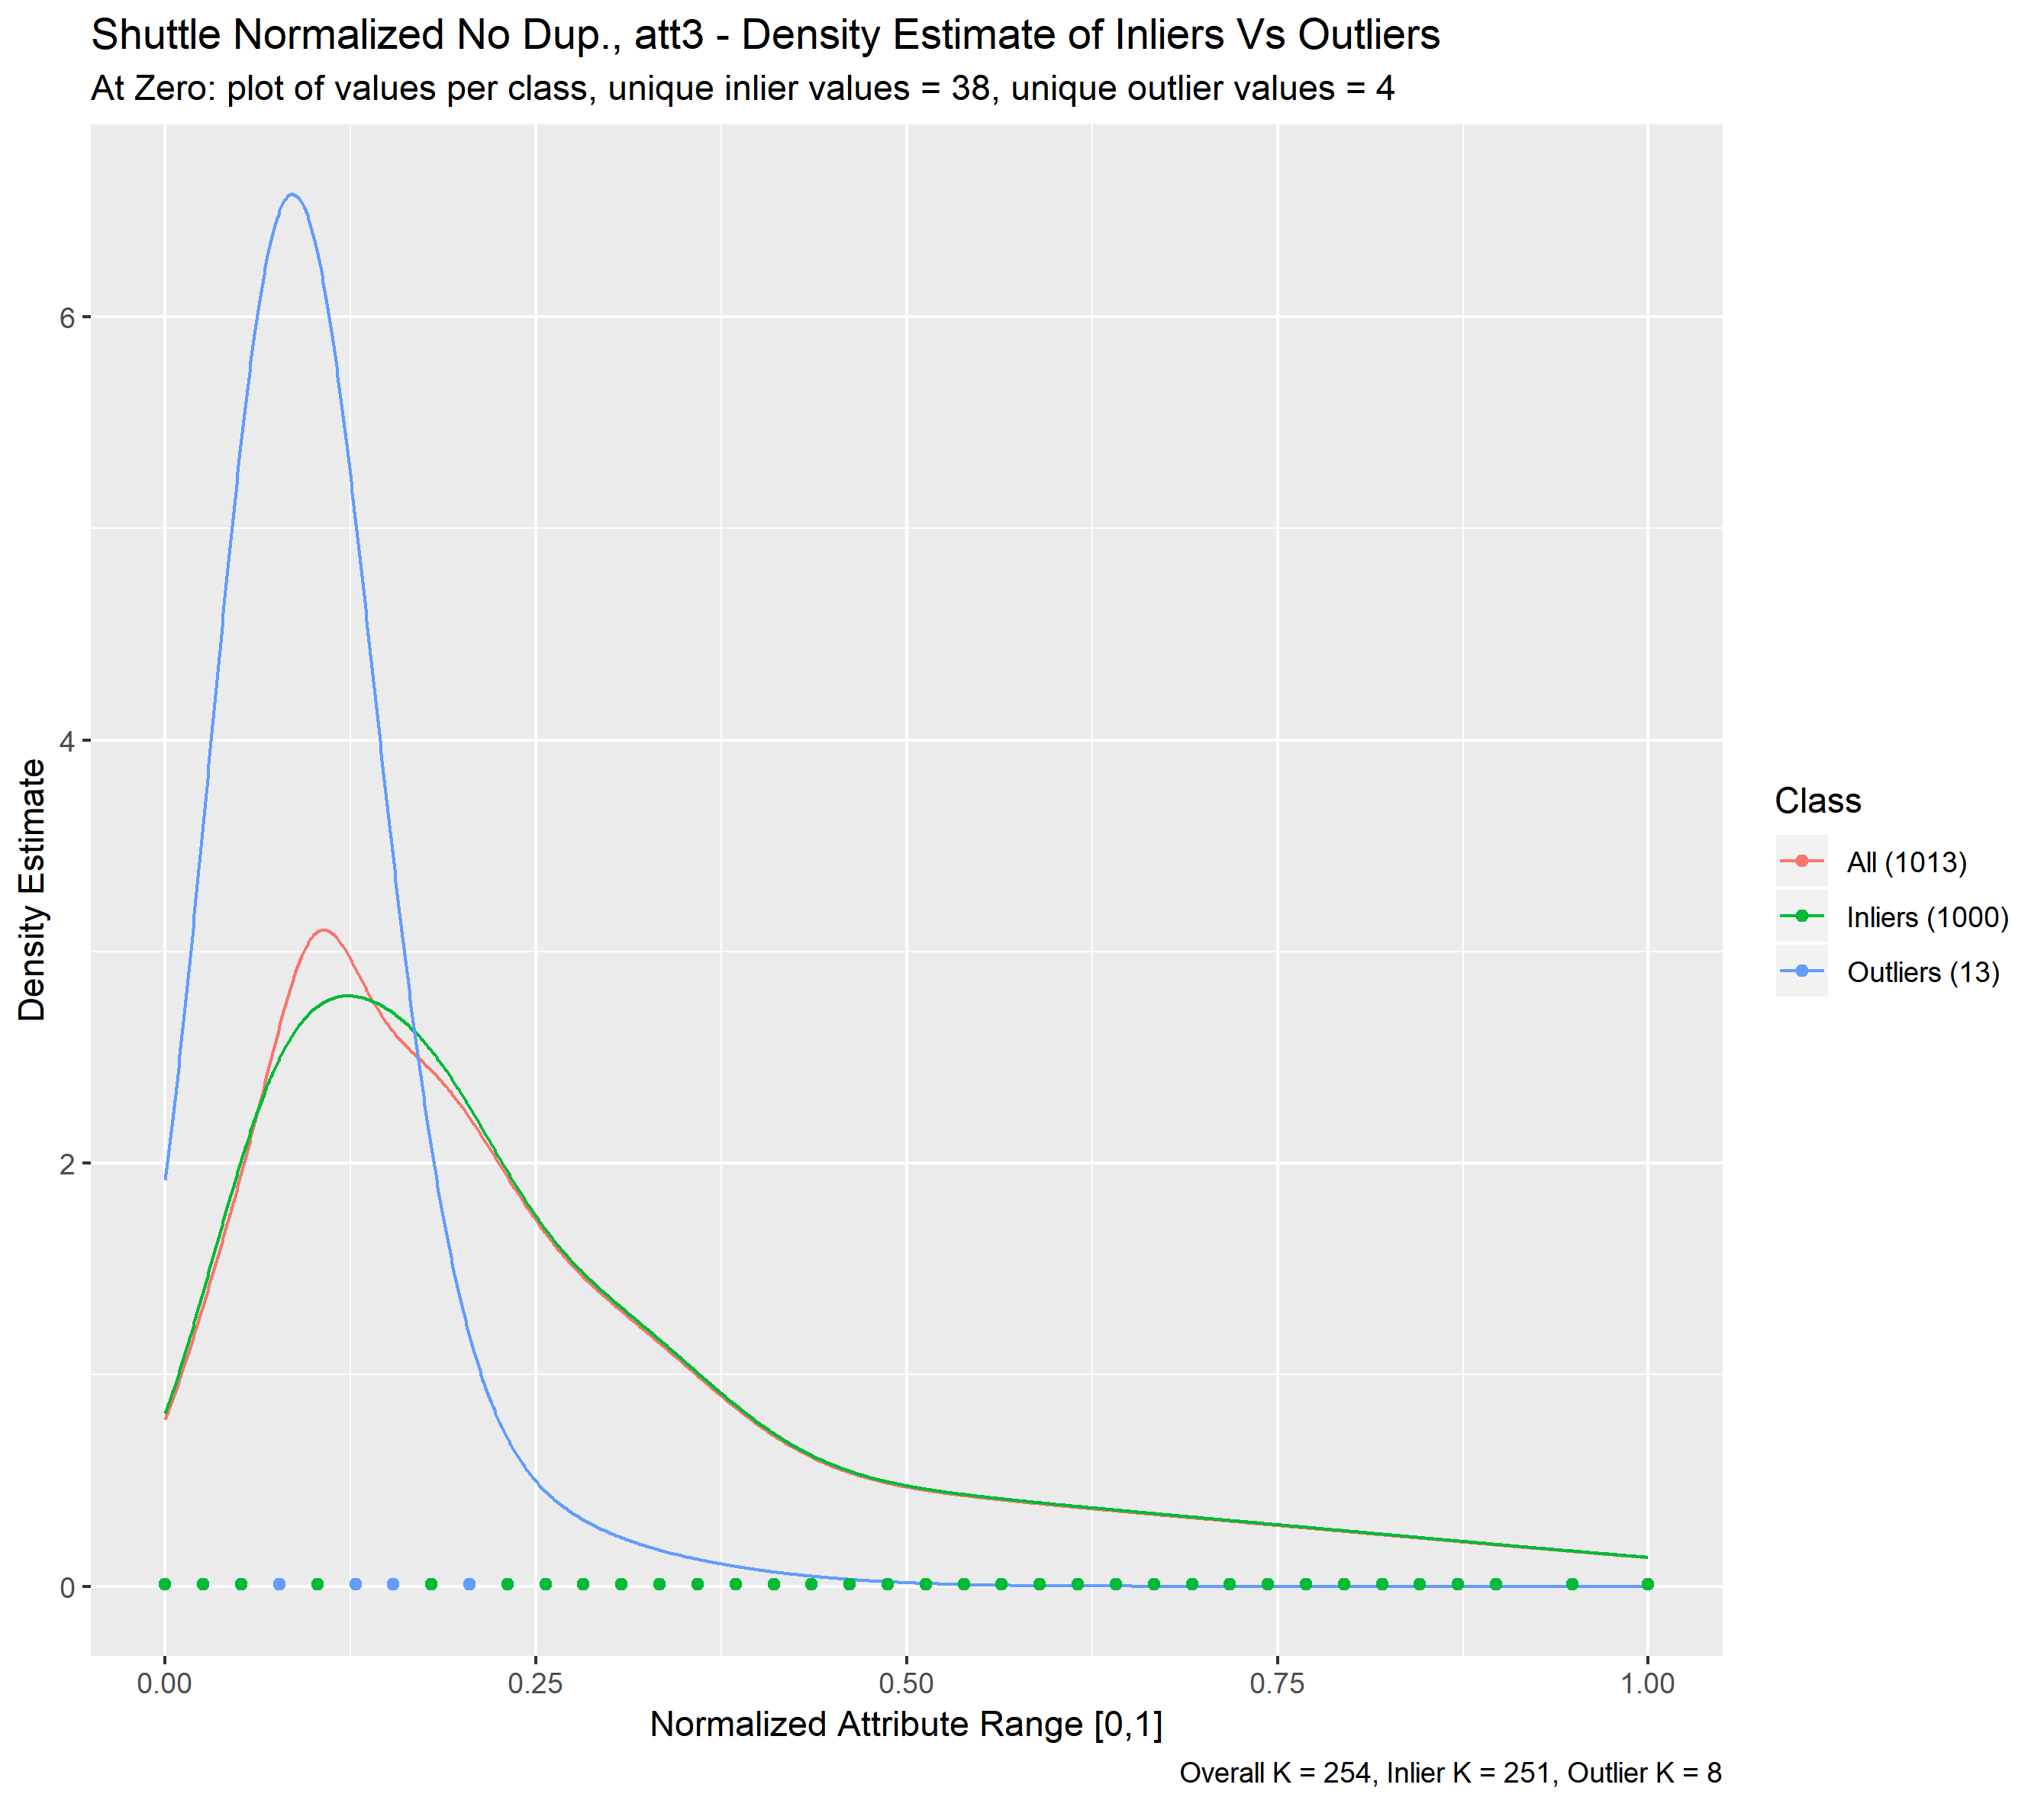 Shuttle Normalized No Dup., att3 - Density Estimate of Inliers Vs Outliers
At Zero: plot of values per class, unique inlier values = 38, unique outlier values = 4
Density Estimate
6
4
2
0
0.00 0.25 0.50 0.75 1.00
Normalized Attribute Range [0,1]
Class
All (1013)
Inliers (1000)
Outliers (13)
Overall K = 254, Inlier K = 251, Outlier K = 8